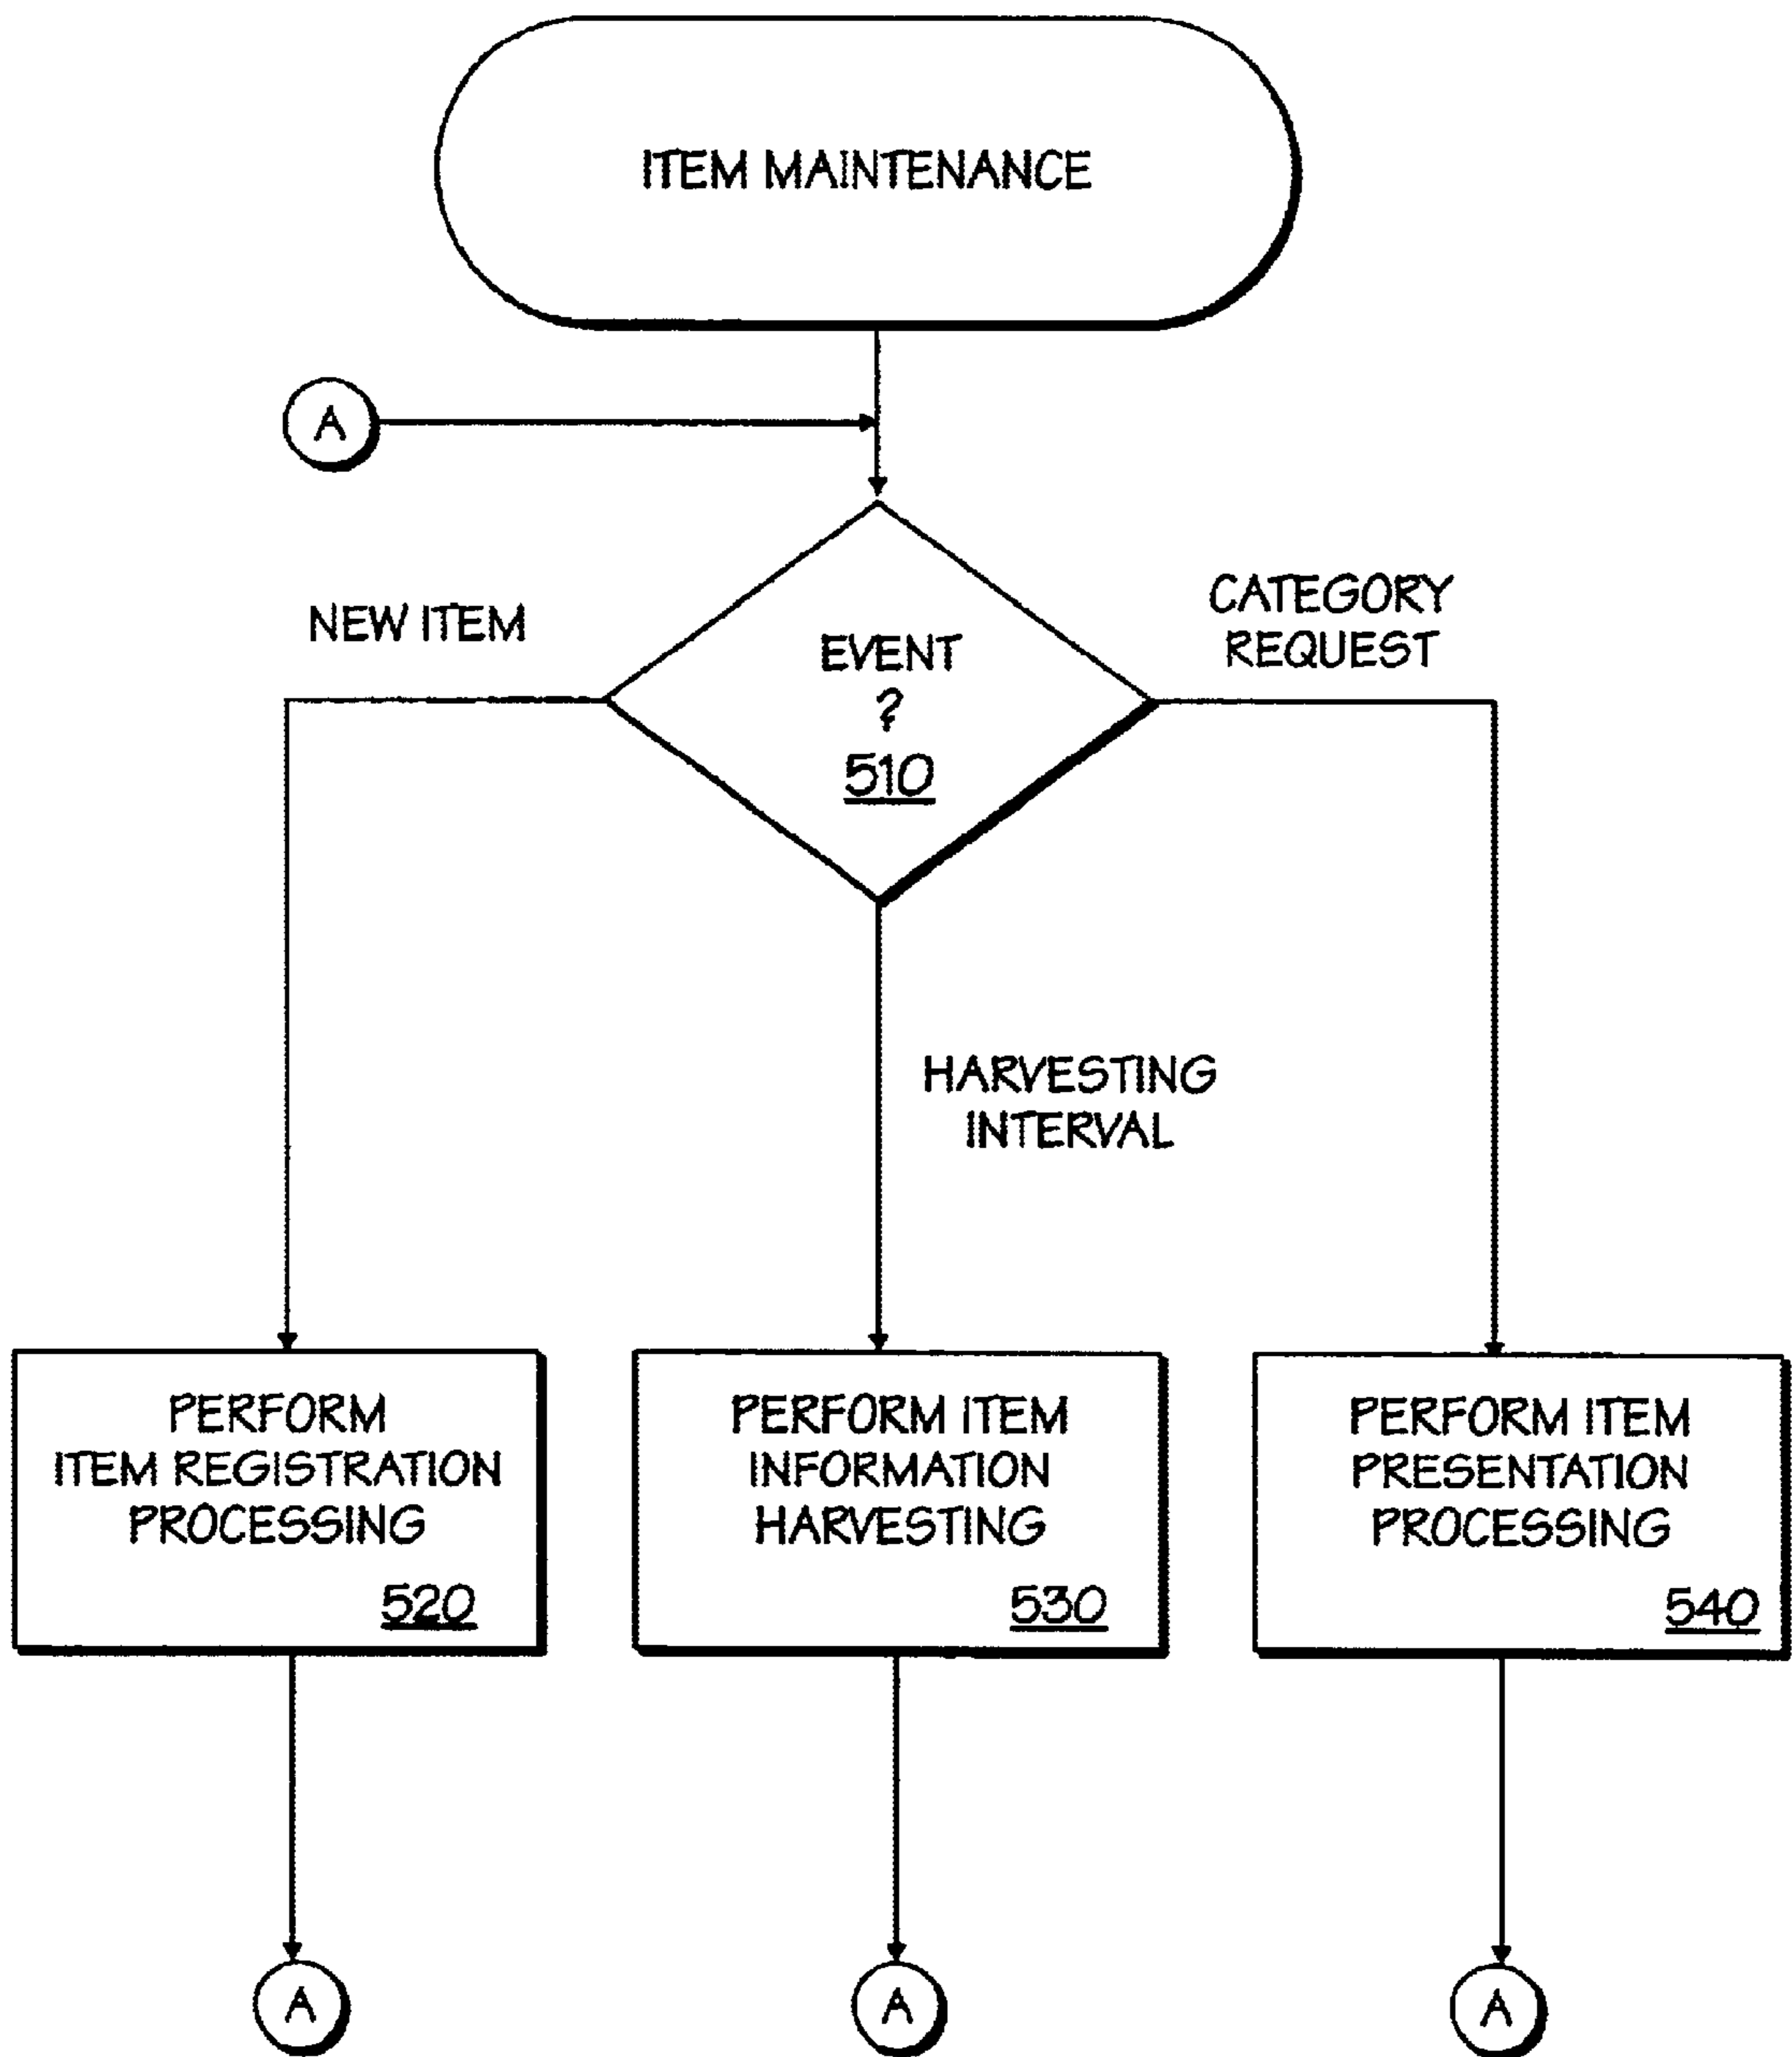 ITEM MAINTENANCE
A
NEW ITEM
EVENT
?
510
CATEGORY
REQUEST
HARVESTING
INTERVAL
PERFORM
ITEM REGISTRATION
PROCESSING
520
PERFORM ITEM
INFORMATION
HARVESTING
530
PERFORM ITEM
PRESENTATION
PROCESSING
540
A
A
A